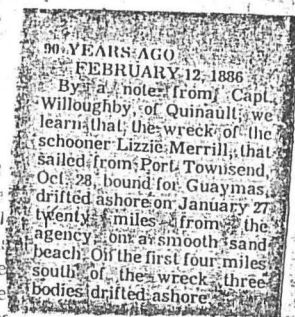 90 YEARS AGO
FEBRUARY 12, 1886
By a note from Capt.
Willoughby, of Quinault, we
learn that the wreck of the
schooner Lizzie Merrill, that
sailed from Port Townsend,
Oct. 28, bound for Guaymas,
drifted ashore on January 27
twenty miles from the
agency on a smooth sand
beach. On the first four miles
south of the wreck three
bodies drifted ashore